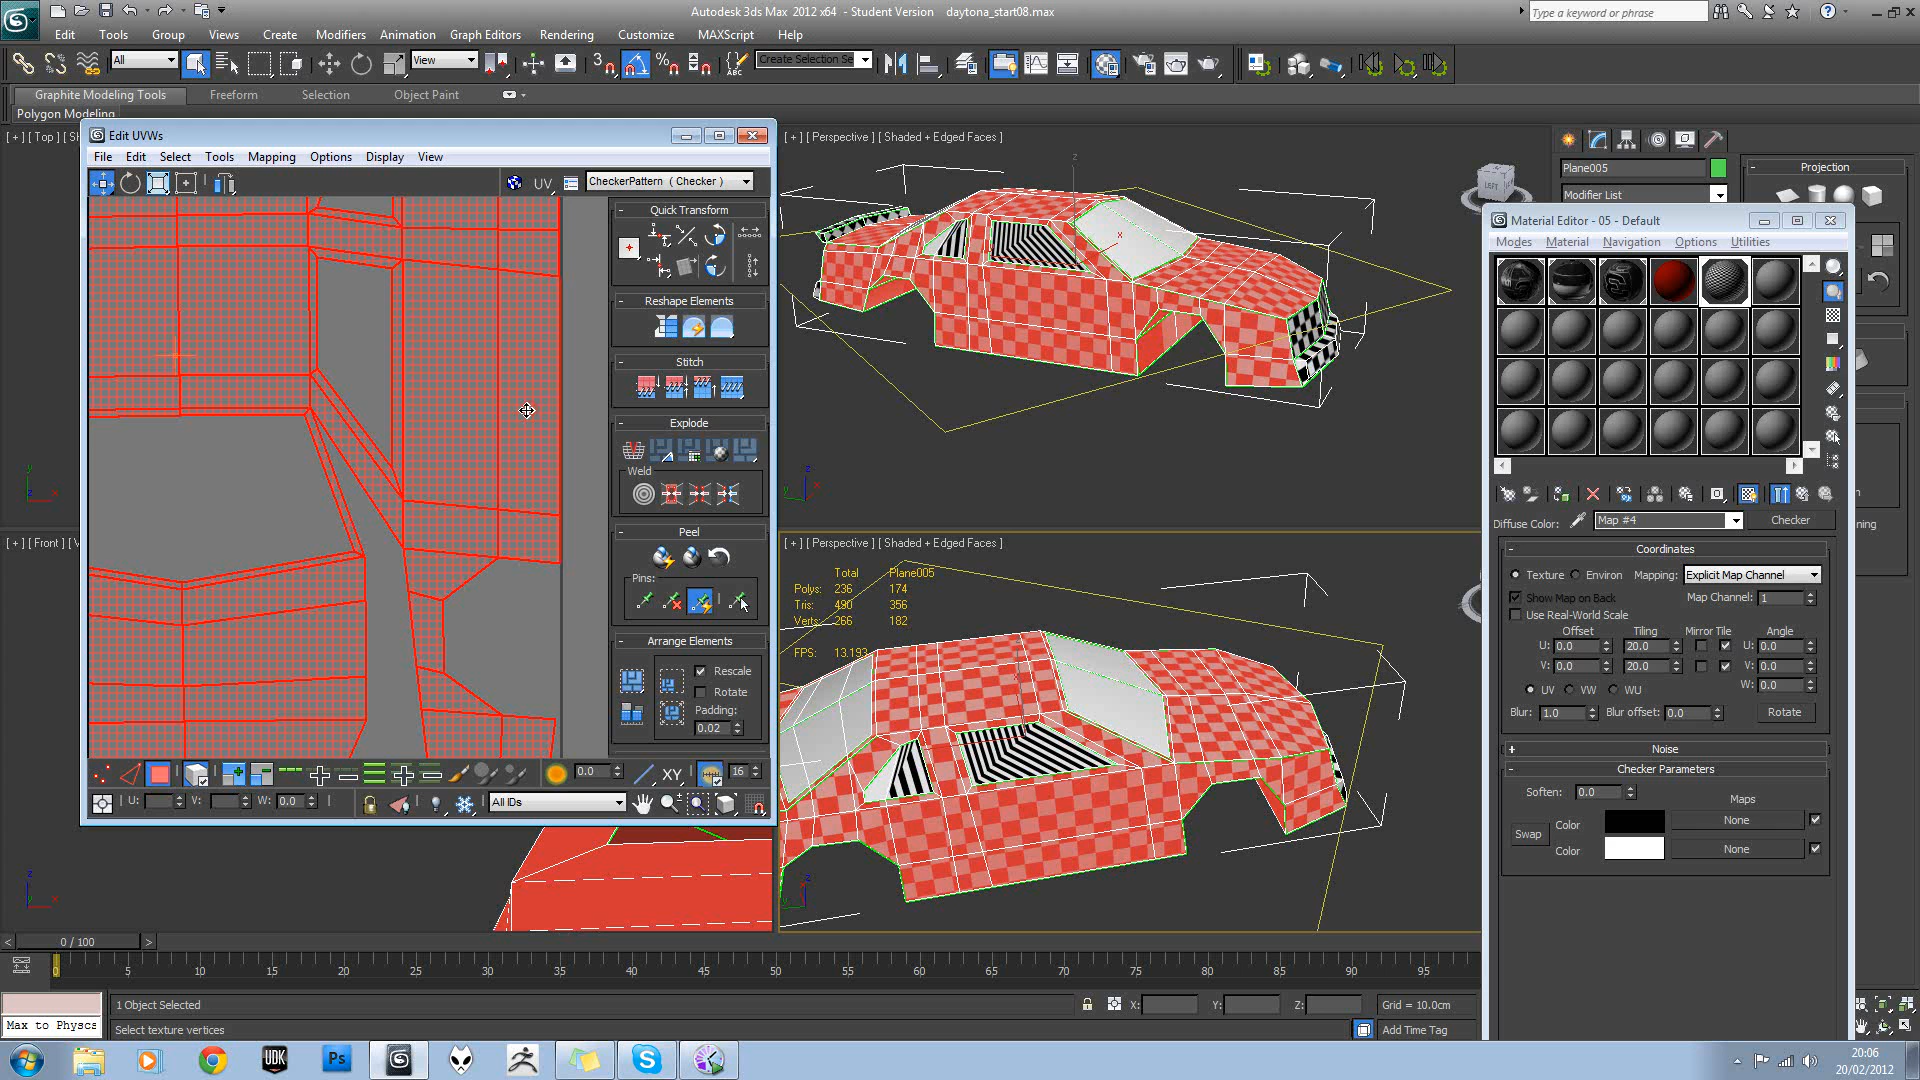 Autodesk 3ds Max 2012 x64 - Student Version daytona_start08.max
Type a keyword or phrase
Edit Tools Group Views Create Modifiers Animation Graph Editors Rendering Customize MAXScript Help
All
View
Create Selection Se
Graphite Modeling Tools Freeform Selection Object Paint
Polygon Modeling
[ + ] [ Top ]
Edit UVWs
File Edit Select Tools Mapping Options Display View
UV
CheckerPattern ( Checker )
Quick Transform
Reshape Elements
Stitch
Explode
Weld
Peel
Pins:
Arrange Elements
Rescale
Rotate
Padding:
0.02
0.0
XY
16
U: V: W: 0.0
All IDs
[ + ] [ Front ]
[ + ] [ Perspective ] [ Shaded + Edged Faces ]
[ + ] [ Perspective ] [ Shaded + Edged Faces ]
Total Plane005
Polys: 236 174
Tris: 490 356
Verts: 266 182
FPS: 13.193
LEFT
Plane005
Modifier List
Projection
Material Editor - 05 - Default
Modes Material Navigation Options Utilities
Diffuse Color: Map #4 Checker
Coordinates
Texture Environ Mapping: Explicit Map Channel
Show Map on Back Map Channel: 1
Use Real-World Scale
Offset Tiling Mirror Tile Angle
U: 0.0 20.0 U: 0.0
V: 0.0 20.0 V: 0.0
W: 0.0
UV VW WU
Blur: 1.0 Blur offset: 0.0 Rotate
Noise
Checker Parameters
Soften: 0.0
Maps
Swap
Color None
Color None
ning
0 / 100
0 5 10 15 20 25 30 35 40 45 50 55 60 65 70 75 80 85 90 95
1 Object Selected
X: Y: Z: Grid = 10.0cm
Max to Physcs
Select texture vertices
Add Time Tag
UDK
Ps
20:06
20/02/2012